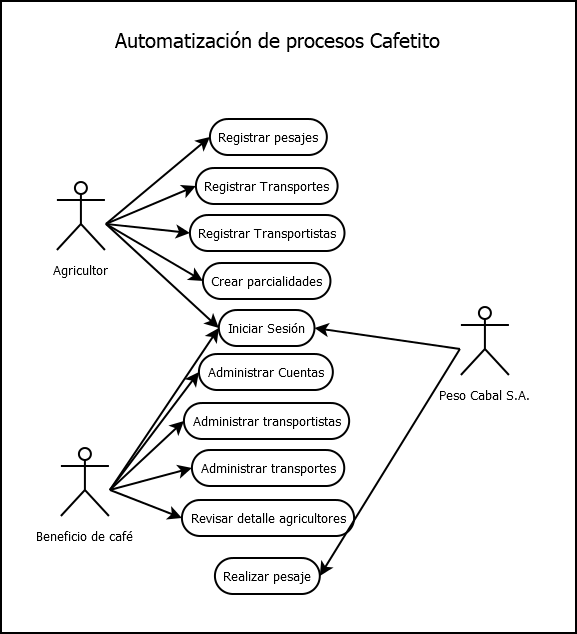 Automatización de procesos Cafetito
Registrar pesajes
Registrar Transportes
Registrar Transportistas
Agricultor
Crear parcialidades
Iniciar Sesión
Administrar Cuentas
Peso Cabal S.A.
Administrar transportistas
Administrar transportes
Revisar detalle agricultores
Beneficio de café
Realizar pesaje